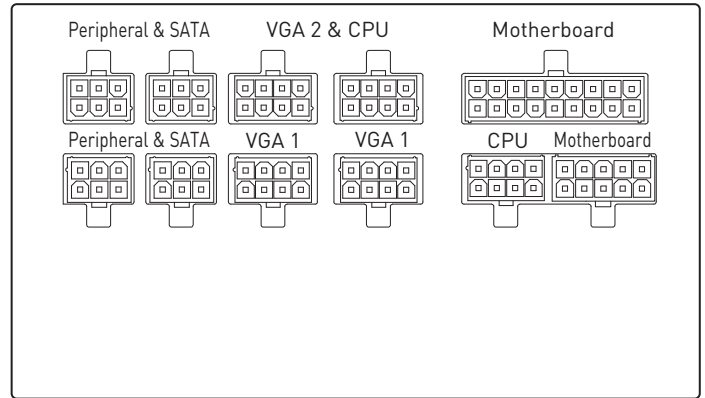 Peripheral & SATA VGA 2 & CPU Motherboard
Peripheral & SATA VGA 1 VGA 1 CPU Motherboard